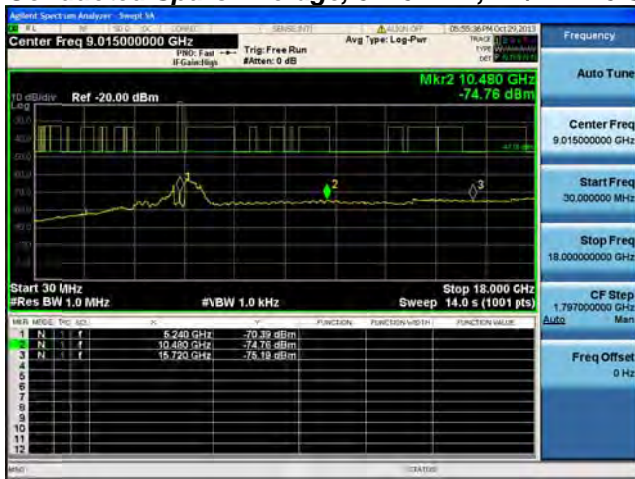 Agilent Spectrum Analyzer - Swept SA
Center Freq 9.015000000 GHz
PNO: Fast
IFGain:High
Trig: Free Run
#Atten: 0 dB
Avg Type: Log-Pwr
05:55:36 PM Oct 29, 2013
TRACE
TYPE
DET
Mkr2 10.480 GHz
-74.76 dBm
10 dB/div Ref -20.00 dBm
Log
1
2
3
Start 30 MHz
Stop 18.000 GHz
#Res BW 1.0 MHz
#VBW 1.0 kHz
Sweep 14.0 s (1001 pts)
MKR MODE TRC SCL X Y FUNCTION FUNCTION WIDTH FUNCTION VALUE
1 N 1 f 5.240 GHz -70.39 dBm
2 N 1 f 10.480 GHz -74.76 dBm
3 N 1 f 15.720 GHz -75.19 dBm
4
5
6
7
8
9
10
11
12
MSG
STATUS
Frequency
Auto Tune
Center Freq
9.015000000 GHz
Start Freq
30.000000 MHz
Stop Freq
18.000000000 GHz
CF Step
1.797000000 GHz
Auto Man
Freq Offset
0 Hz